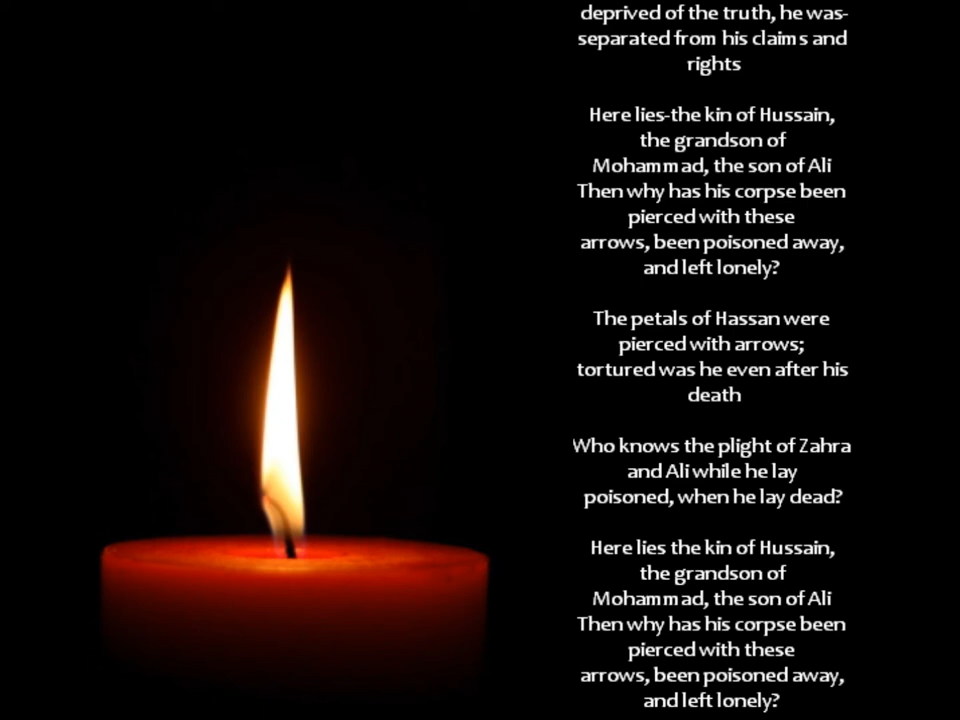 deprived of the truth, he was-
separated from his claims and
rights
Here lies-the kin of Hussain,
the grandson of
Mohammad, the son of Ali
Then why has his corpse been
pierced with these
arrows, been poisoned away,
and left lonely?
The petals of Hassan were
pierced with arrows;
tortured was he even after his
death
Who knows the plight of Zahra
and Ali while he lay
poisoned, when he lay dead?
Here lies the kin of Hussain,
the grandson of
Mohammad, the son of Ali
Then why has his corpse been
pierced with these
arrows, been poisoned away,
and left lonely?